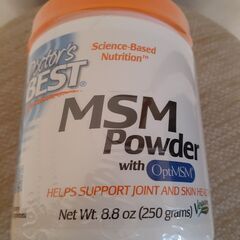 Doctor's
BEST
Science-Based
Nutrition™
MSM
Powder
with OptiMSM®
HELPS SUPPORT JOINT AND SKIN HEA
Net Wt. 8.8 oz (250 grams)